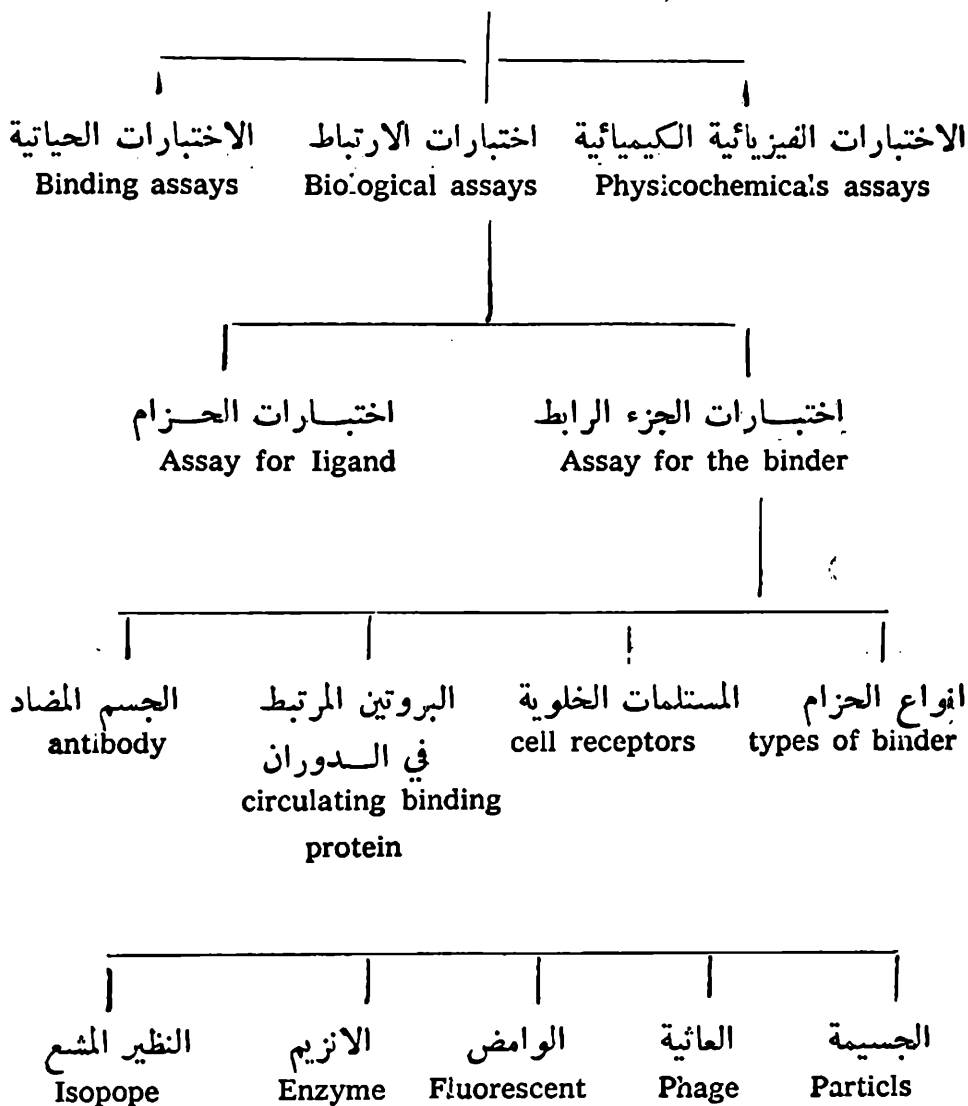 الاختبارات الفيزيائية الكيميائية
Physicochemicals assays
اختبارات الارتباط
Biological assays
الاختبارات الحياتية
Binding assays
اختبارات الجزء الرابط
Assay for the binder
اختبارات الحزام
Assay for ligand
انواع الحزام
types of binder
المستلمات الخلوية
cell receptors
البروتين المرتبط
في الدوران
circulating binding
protein
الجسم المضاد
antibody
الجسيمة
Particls
العاثية
Phage
الوامض
Fluorescent
الانزيم
Enzyme
النظير المشع
Isopope